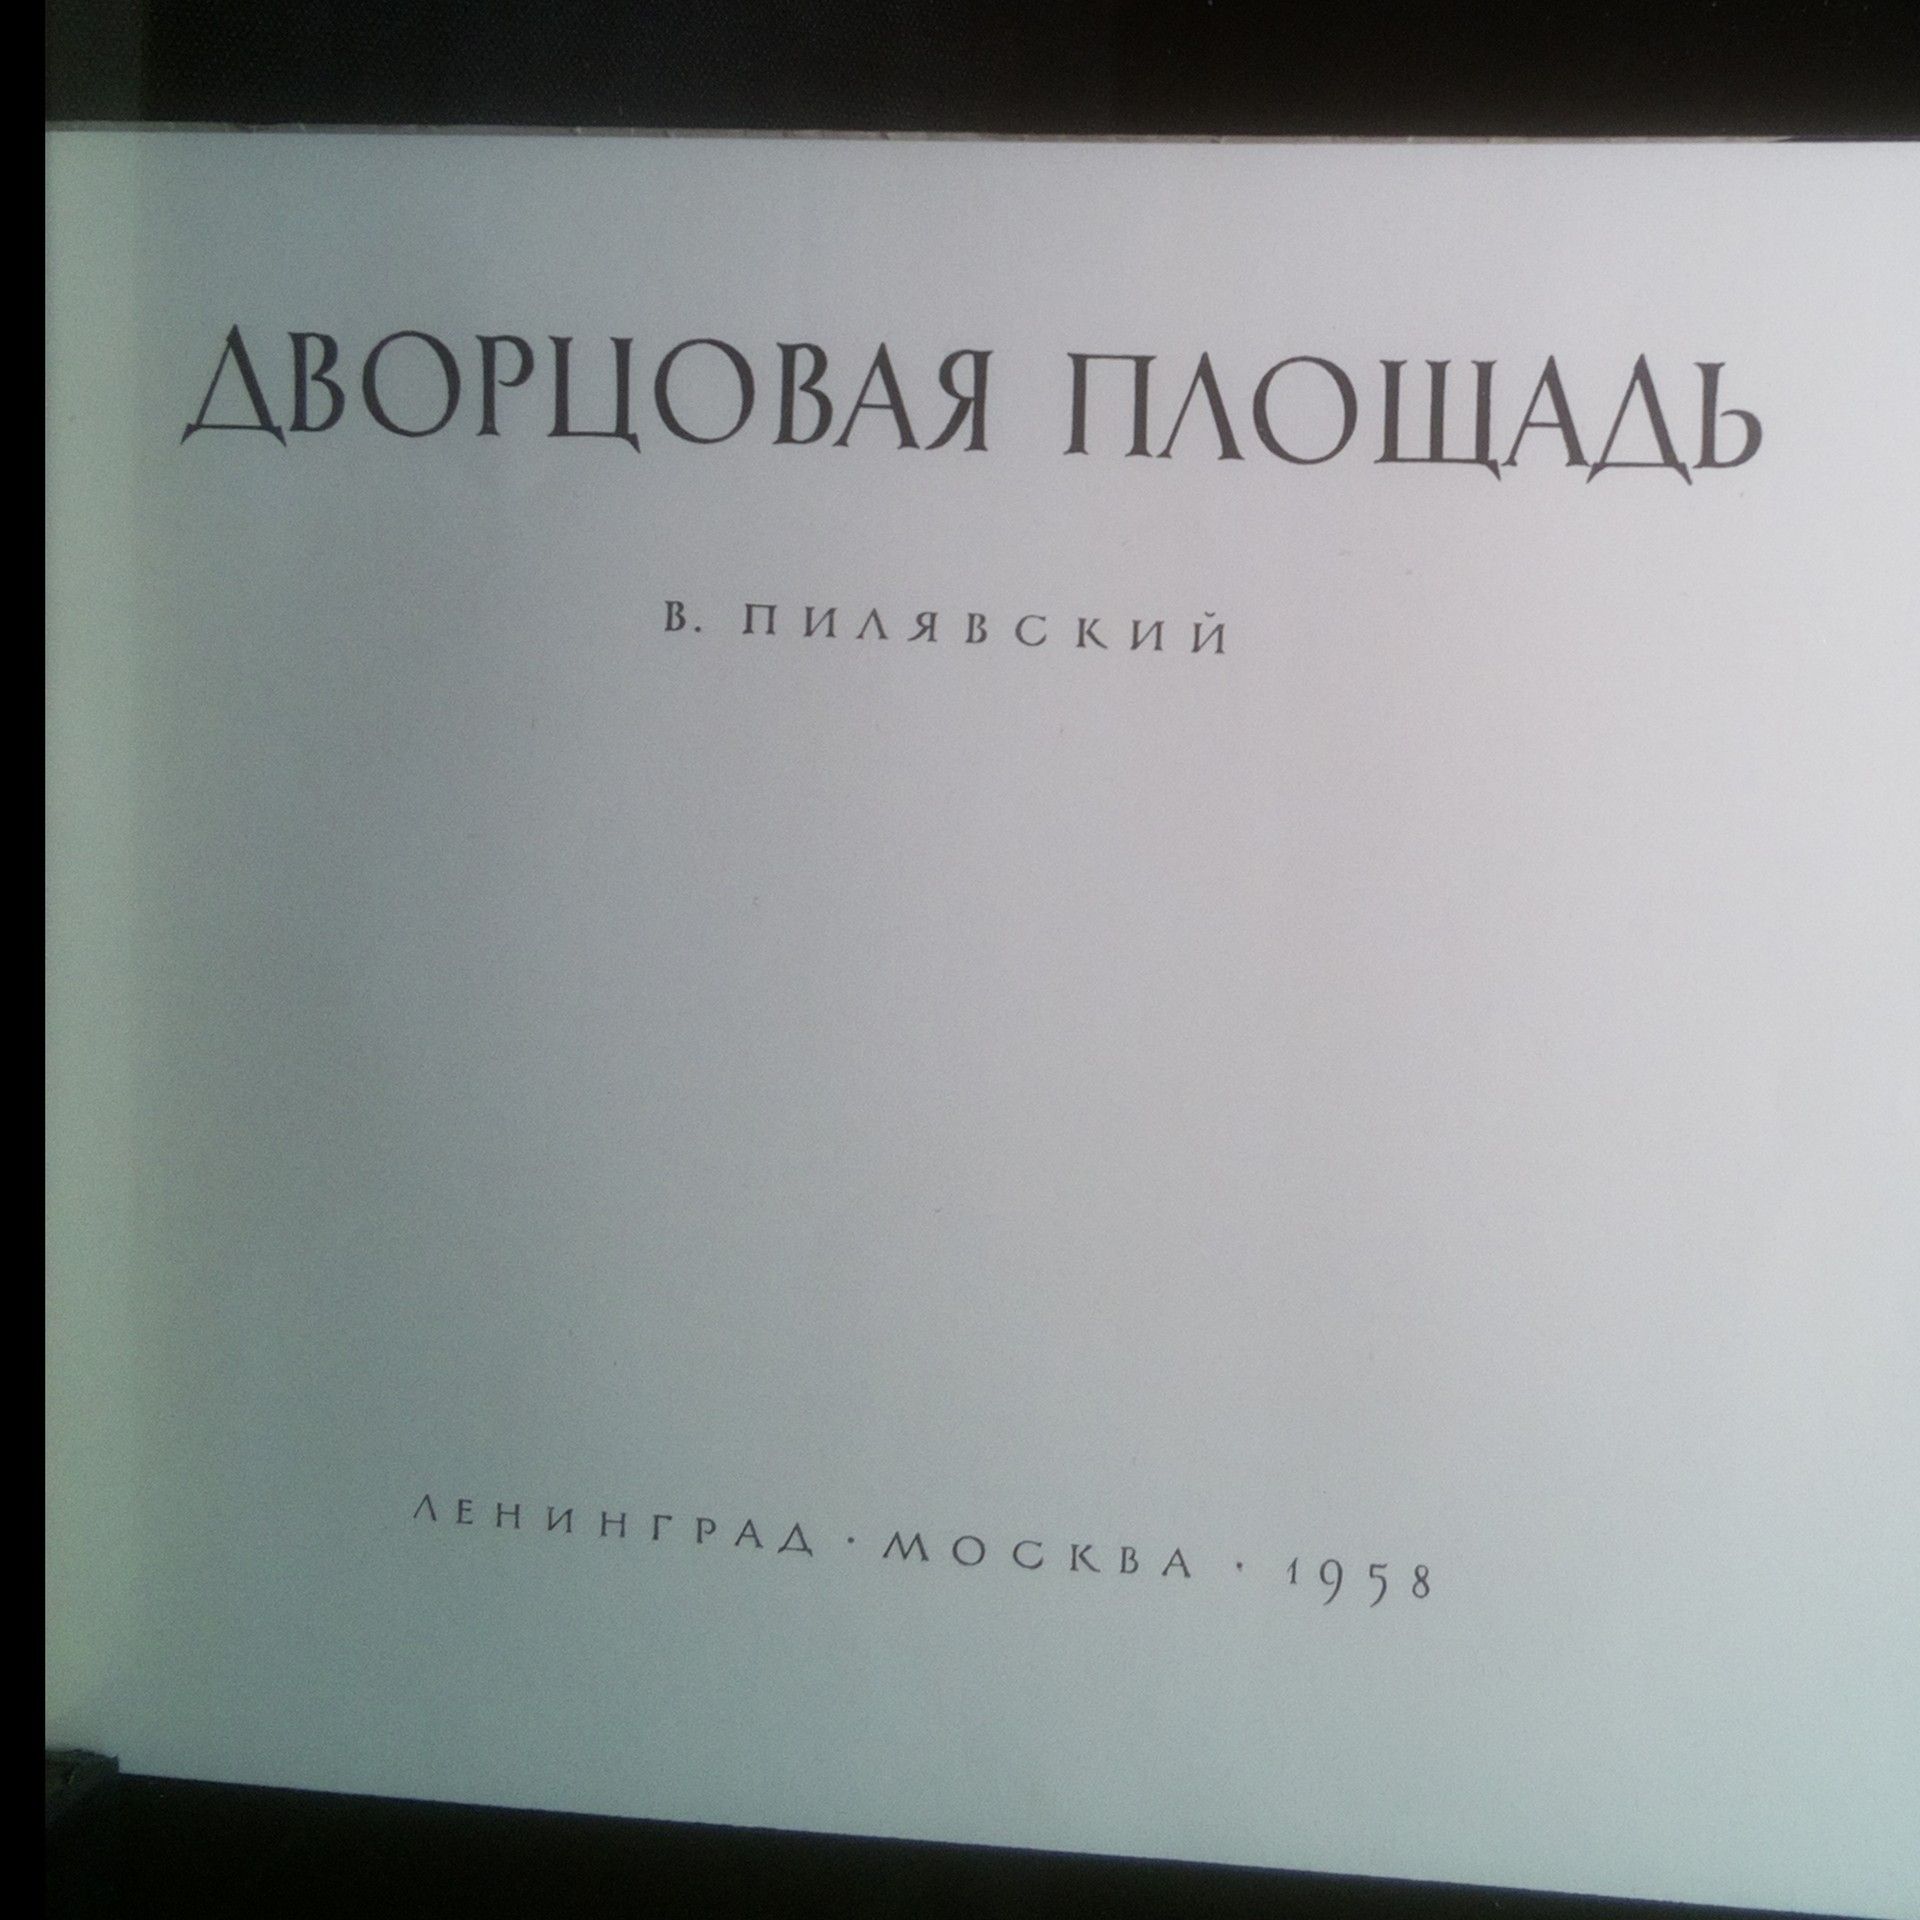 ДВОРЦОВАЯ ПЛОЩАДЬ
В. ПИЛЯВСКИЙ
ЛЕНИНГРАД · МОСКВА · 1958